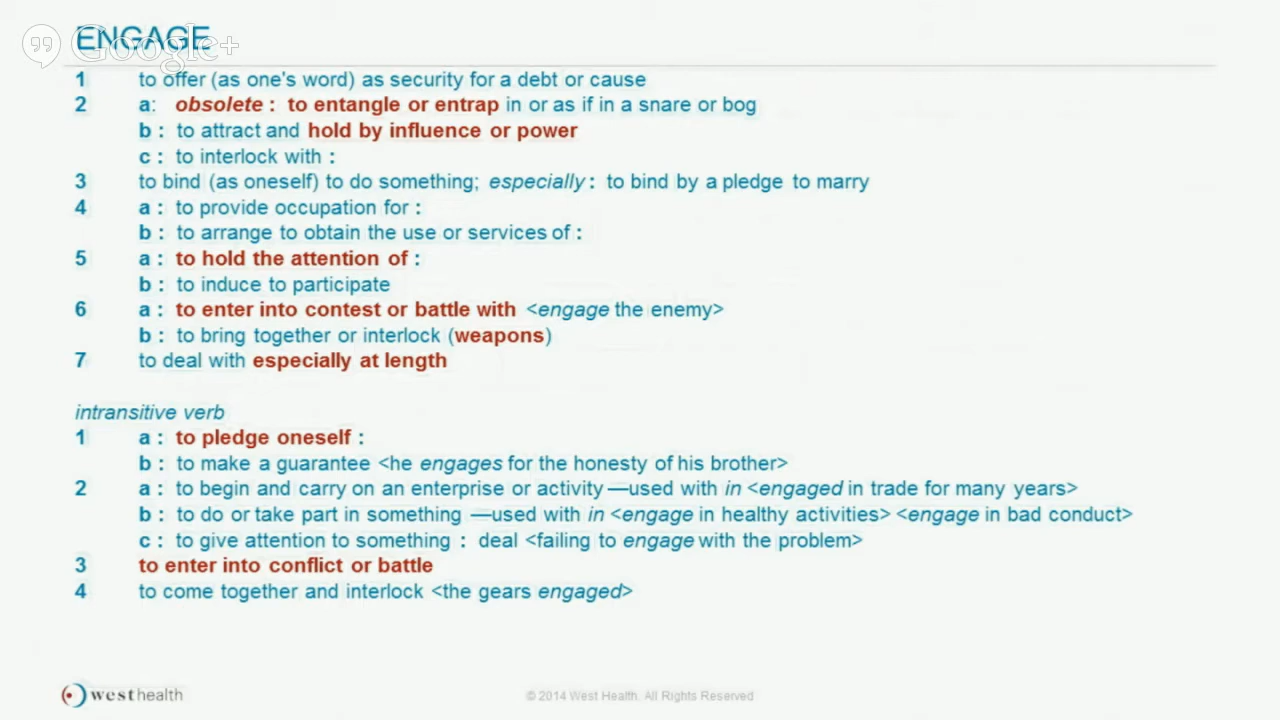 ENGAGE
Google+
1 to offer (as one's word) as security for a debt or cause
2 a: obsolete : to entangle or entrap in or as if in a snare or bog
b : to attract and hold by influence or power
c : to interlock with :
3 to bind (as oneself) to do something; especially : to bind by a pledge to marry
4 a : to provide occupation for :
b : to arrange to obtain the use or services of :
5 a : to hold the attention of :
b : to induce to participate
6 a : to enter into contest or battle with <engage the enemy>
b : to bring together or interlock (weapons)
7 to deal with especially at length
intransitive verb
1 a : to pledge oneself :
b : to make a guarantee <he engages for the honesty of his brother>
2 a : to begin and carry on an enterprise or activity —used with in <engaged in trade for many years>
b : to do or take part in something —used with in <engage in healthy activities> <engage in bad conduct>
c : to give attention to something : deal <failing to engage with the problem>
3 to enter into conflict or battle
4 to come together and interlock <the gears engaged>
westhealth
© 2014 West Health. All Rights Reserved